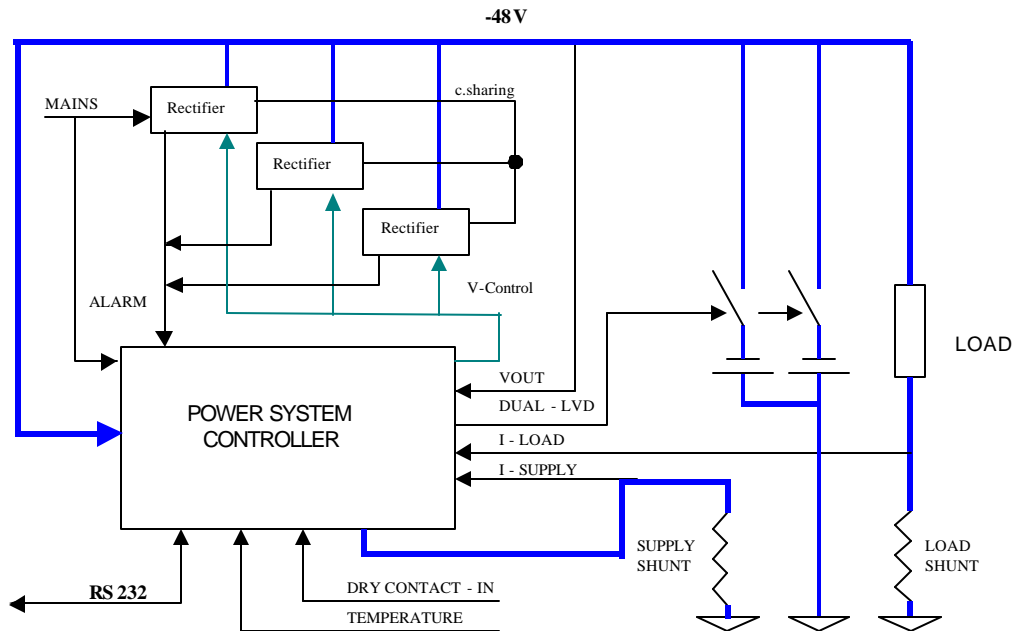 -48V
c.sharing
MAINS
Rectifier
Rectifier
Rectifier
V-Control
ALARM
LOAD
VOUT
DUAL - LVD
POWER SYSTEM
CONTROLLER
I - LOAD
I - SUPPLY
SUPPLY
SHUNT
LOAD
SHUNT
RS 232
DRY CONTACT - IN
TEMPERATURE